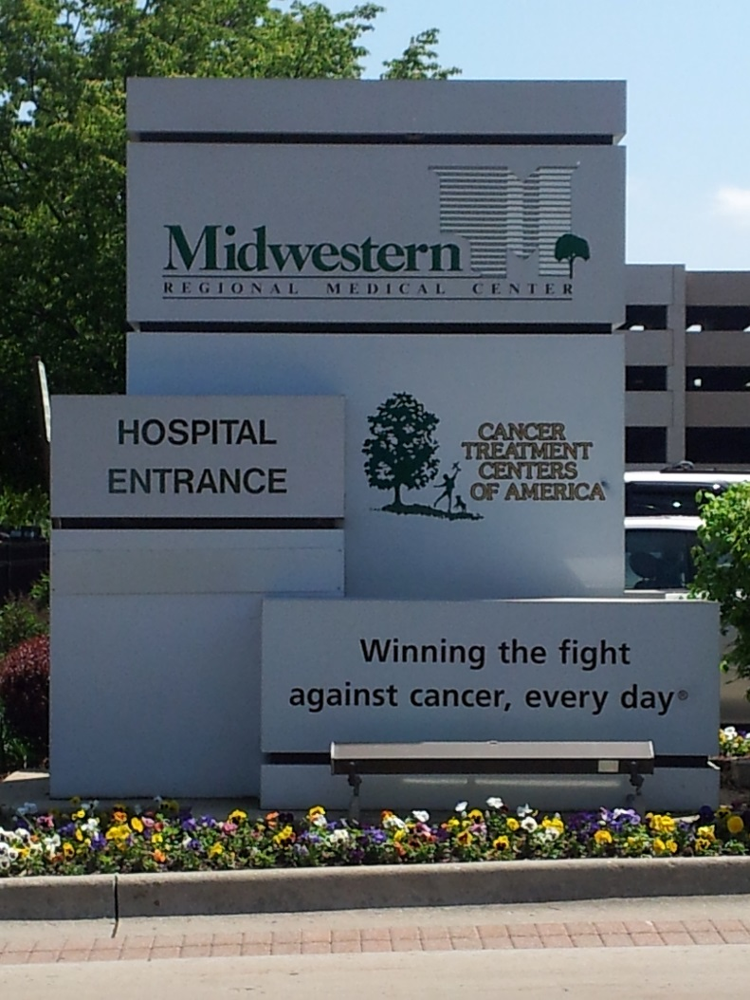 Midwestern
REGIONAL MEDICAL CENTER
HOSPITAL
ENTRANCE
CANCER
TREATMENT
CENTERS
OF AMERICA
Winning the fight
against cancer, every day®